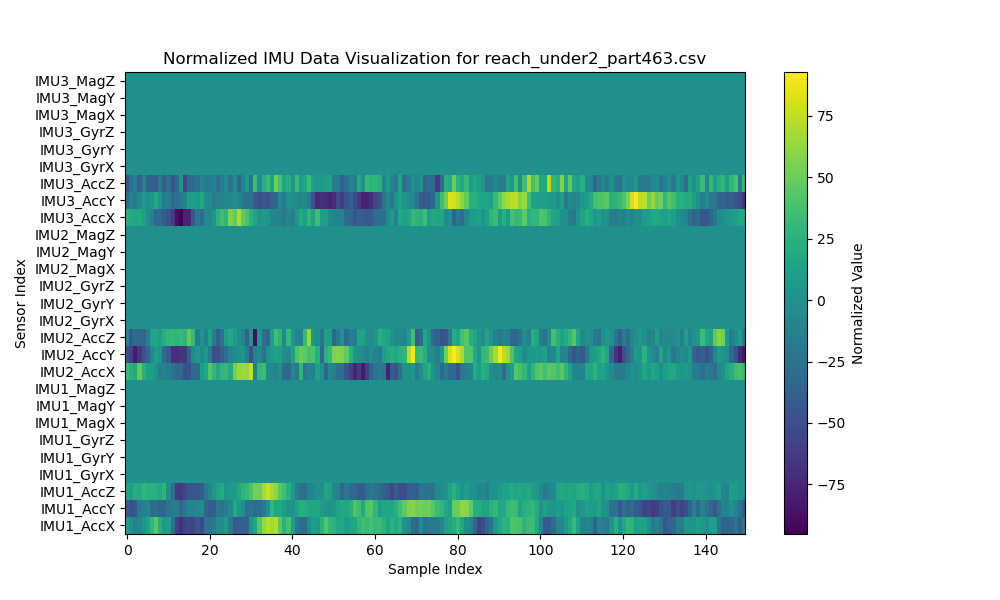 Normalized IMU Data Visualization for reach_under2_part463.csv
Sensor Index
IMU3_MagZ
IMU3_MagY
IMU3_MagX
IMU3_GyrZ
IMU3_GyrY
IMU3_GyrX
IMU3_AccZ
IMU3_AccY
IMU3_AccX
IMU2_MagZ
IMU2_MagY
IMU2_MagX
IMU2_GyrZ
IMU2_GyrY
IMU2_GyrX
IMU2_AccZ
IMU2_AccY
IMU2_AccX
IMU1_MagZ
IMU1_MagY
IMU1_MagX
IMU1_GyrZ
IMU1_GyrY
IMU1_GyrX
IMU1_AccZ
IMU1_AccY
IMU1_AccX
0 20 40 60 80 100 120 140
Sample Index
75
50
25
0
−25
−50
−75
Normalized Value